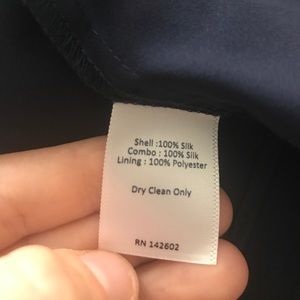 Shell :100% Silk
Combo : 100% Silk
Lining : 100% Polyester
Dry Clean Only
RN 142602